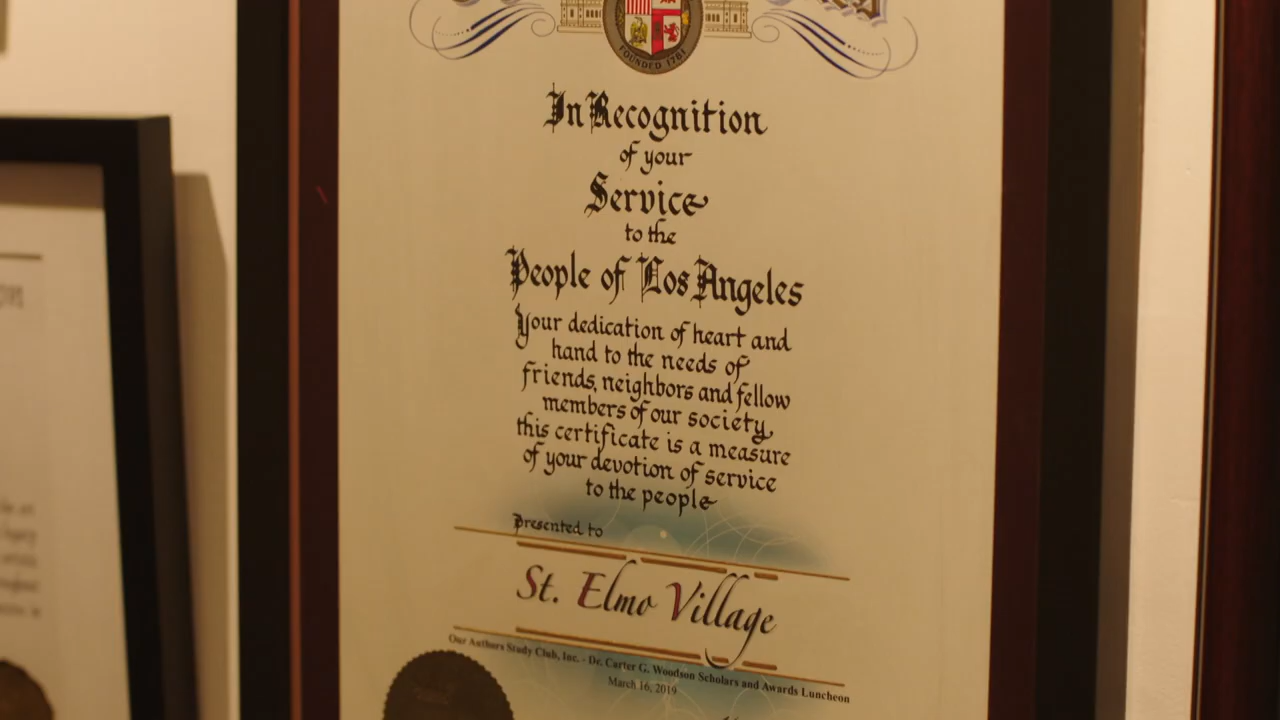 FOUNDED 1781
In Recognition
of your
Service
to the
People of Los Angeles
Your dedication of heart and
hand to the needs of
friends, neighbors and fellow
members of our society,
this certificate is a measure
of your devotion of service
to the people
Presented to
St. Elmo Village
Our Authors Study Club, Inc. - Dr. Carter G. Woodson Scholars and Awards Luncheon
March 16, 2019